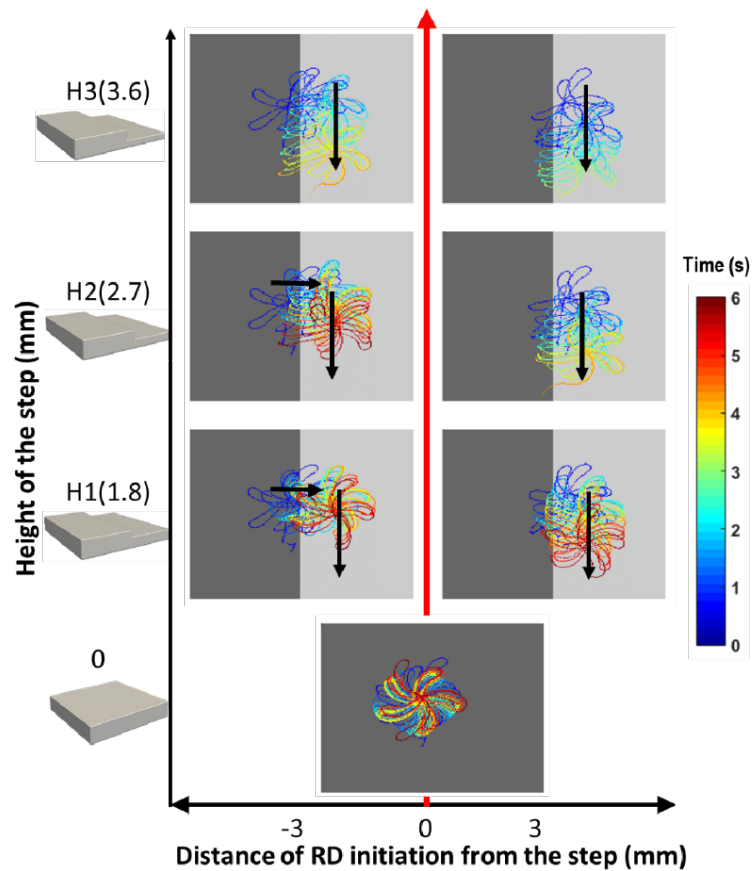 H3(3.6)
H2(2.7)
H1(1.8)
0
Height of the step (mm)
Time (s)
6
5
4
3
2
1
0
-3 0 3
Distance of RD initiation from the step (mm)